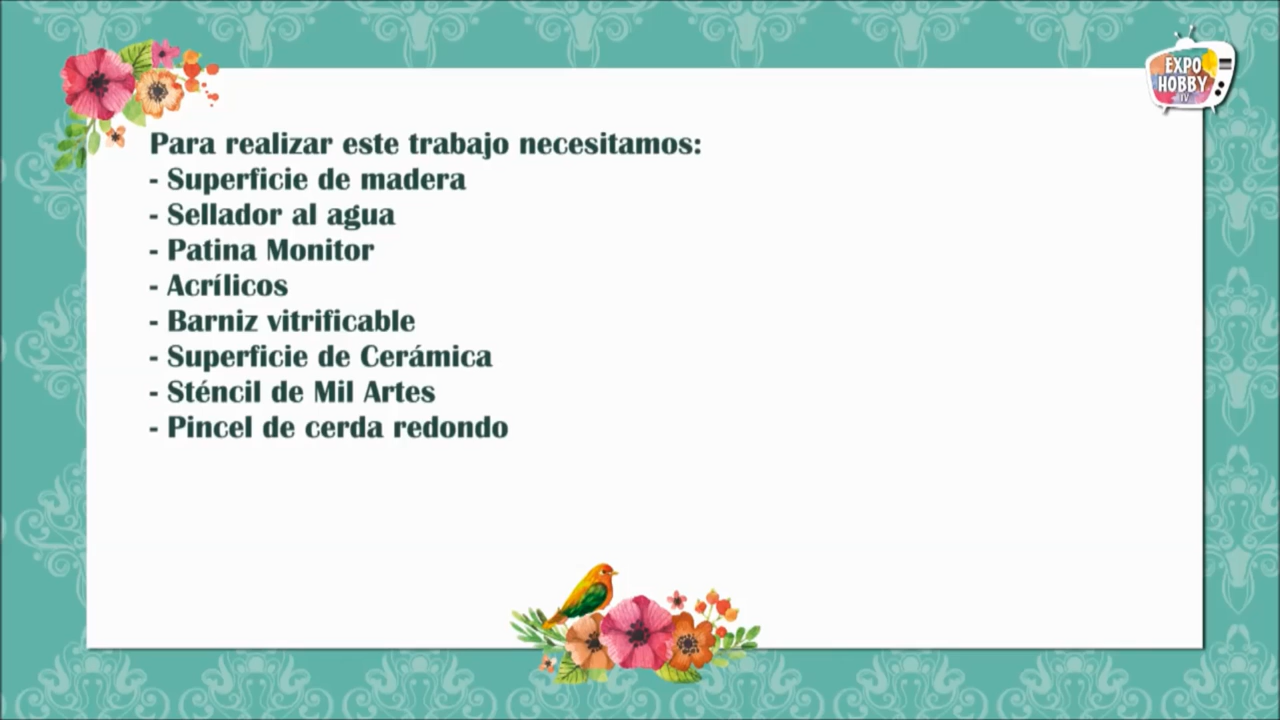 EXPO
HOBBY
TV
Para realizar este trabajo necesitamos:
- Superficie de madera
- Sellador al agua
- Patina Monitor
- Acrílicos
- Barniz vitrificable
- Superficie de Cerámica
- Sténcil de Mil Artes
- Pincel de cerda redondo